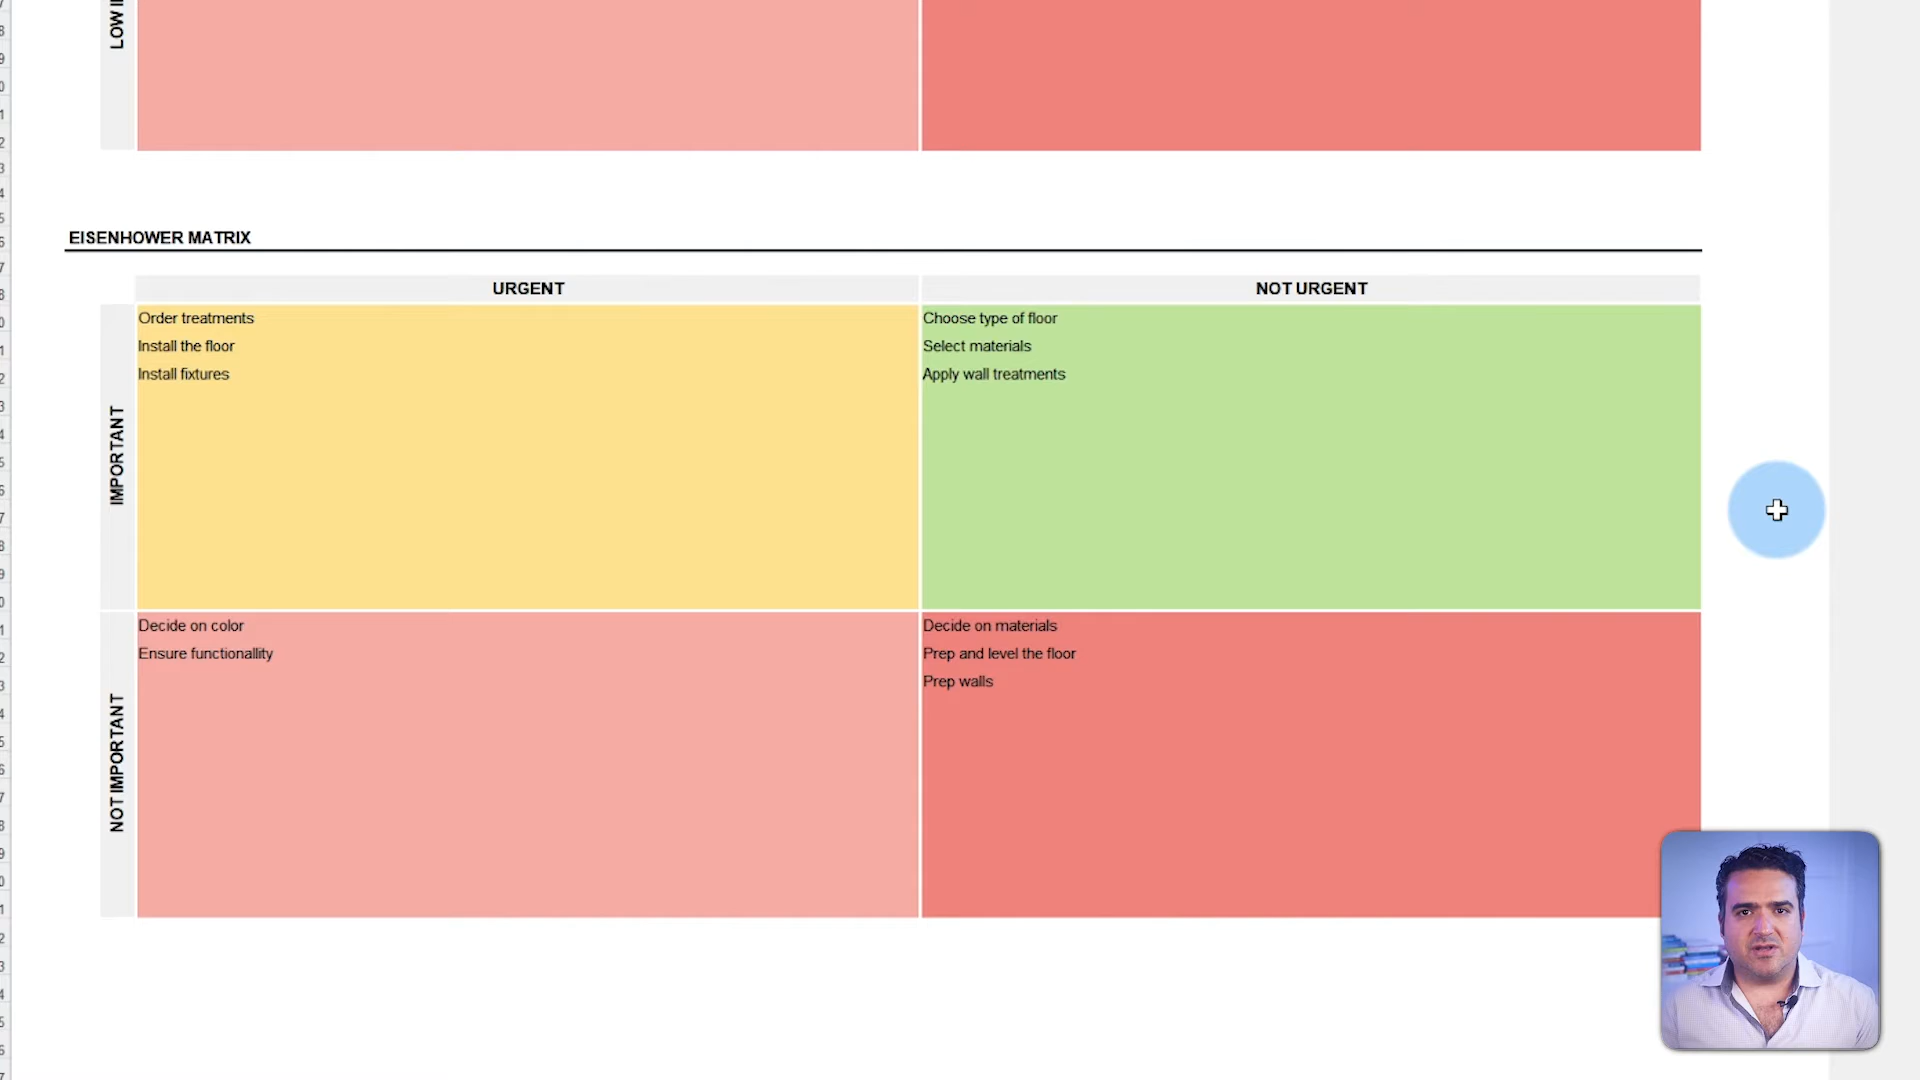 EISENHOWER MATRIX
URGENT
NOT URGENT
IMPORTANT
Order treatments
Install the floor
Install fixtures
Choose type of floor
Select materials
Apply wall treatments
NOT IMPORTANT
Decide on color
Ensure functionallity
Decide on materials
Prep and level the floor
Prep walls
LOW